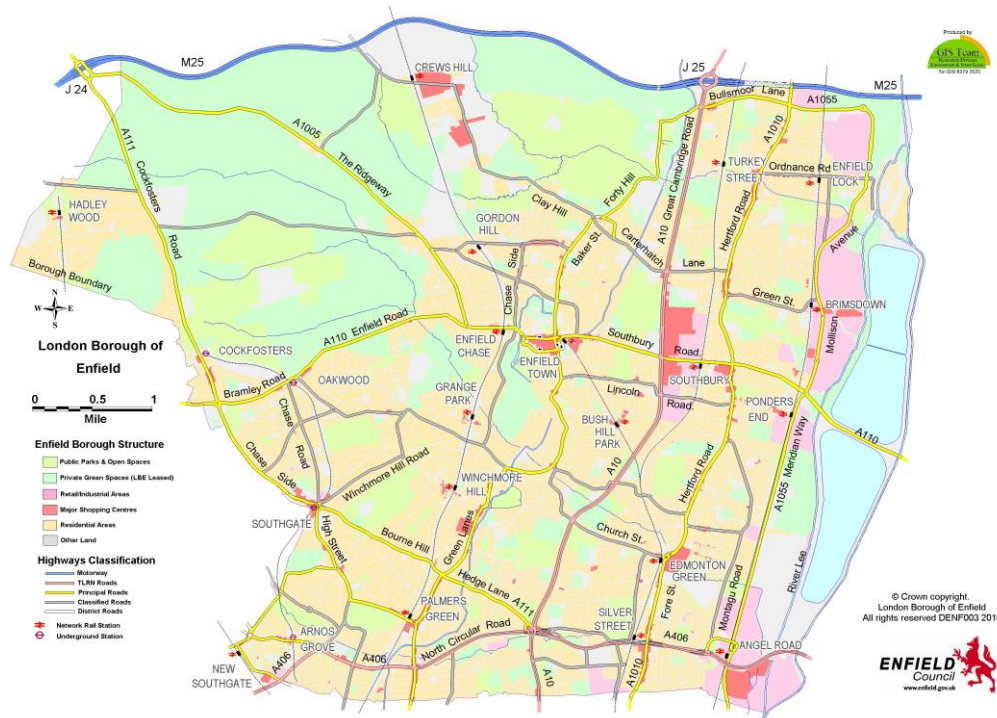 Produced by
GIS Team
Tel 020 8379 3520
M25
J 24
CREWS HILL
J 25
M25
Bullsmoor Lane
A1055
A111
A1005
The Ridgeway
A1010
A10 Great Cambridge Road
TURKEY
STREET
Ordnance Rd
ENFIELD
LOCK
HADLEY
WOOD
Cockfosters
Road
Clay Hill
Forty Hill
GORDON
HILL
Baker St.
Carterhatch
Lane
Hertford Road
Avenue
Borough Boundary
N
W
E
S
Chase
Side
Green St.
BRIMSDOWN
Mollison
London Borough of
Enfield
COCKFOSTERS
A110 Enfield Road
ENFIELD
CHASE
ENFIELD
TOWN
Southbury
Road.
SOUTHBURY
Bramley Road
OAKWOOD
GRANGE
PARK
Lincoln
Road.
BUSH
HILL
PARK
PONDERS
END
A110
0
0.5
1
Mile
Chase
Road
Chase
Side
Winchmore Hill Road
WINCHMORE
HILL
A10
Hertford Road
A1055 Meridian Way
Enfield Borough Structure
Public Parks & Open Spaces
Private Green Spaces (LBE Leased)
Retail/Industrial Areas
Major Shopping Centres
Residential Areas
Other Land
SOUTHGATE
High Street
Bourne Hill
Green Lanes
Church St.
EDMONTON
GREEN
Montagu Road
River Lee
Highways Classification
Motorway
TLRN Roads
Principal Roads
Classified Roads
District Roads
Network Rail Station
Underground Station
Hedge Lane A111
PALMERS
GREEN
SILVER
STREET
Fore St.
ARNOS
GROVE
North Circular Road
A406
ANGEL ROAD
NEW
SOUTHGATE
A406
A406
A10
A1010
© Crown copyright.
London Borough of Enfield
All rights reserved DENF003 201
ENFIELD
Council
www.enfield.gov.uk